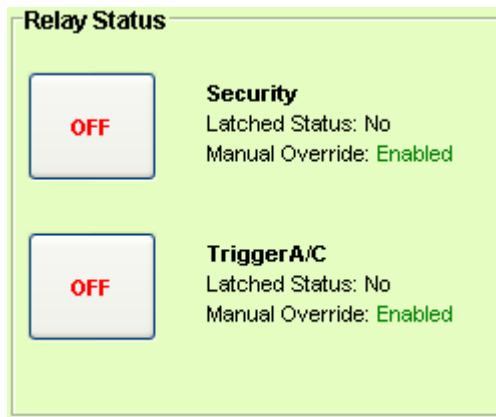 Relay Status
OFF
Security
Latched Status: No
Manual Override: Enabled
OFF
TriggerA/C
Latched Status: No
Manual Override: Enabled